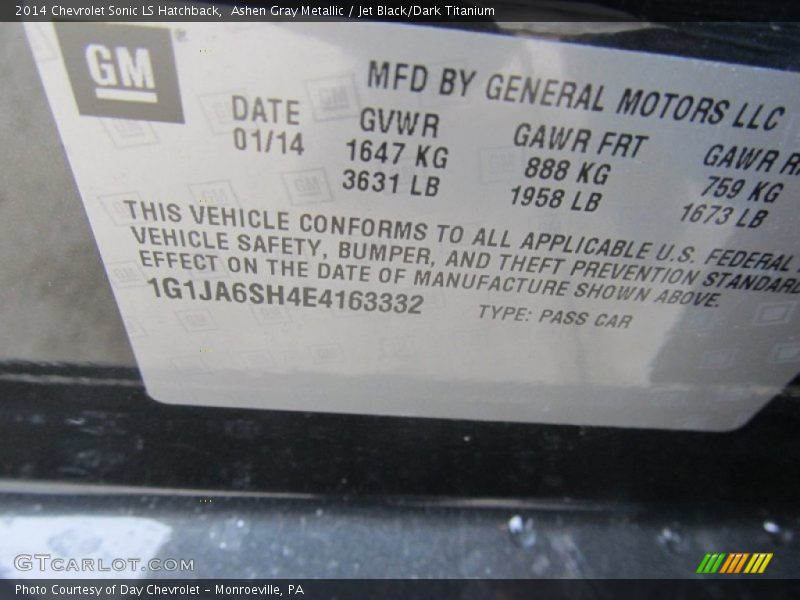 2014 Chevrolet Sonic LS Hatchback, Ashen Gray Metallic / Jet Black/Dark Titanium
GM
MFD BY GENERAL MOTORS LLC
DATE GVWR GAWR FRT GAWR
01/14 1647 KG 888 KG 759 KG
3631 LB 1958 LB 1673 LB
THIS VEHICLE CONFORMS TO ALL APPLICABLE U.S. FEDERAL
VEHICLE SAFETY, BUMPER, AND THEFT PREVENTION STANDARD
EFFECT ON THE DATE OF MANUFACTURE SHOWN ABOVE.
1G1JA6SH4E4163332 TYPE: PASS CAR
GTCARLOT.COM
Photo Courtesy of Day Chevrolet – Monroeville, PA